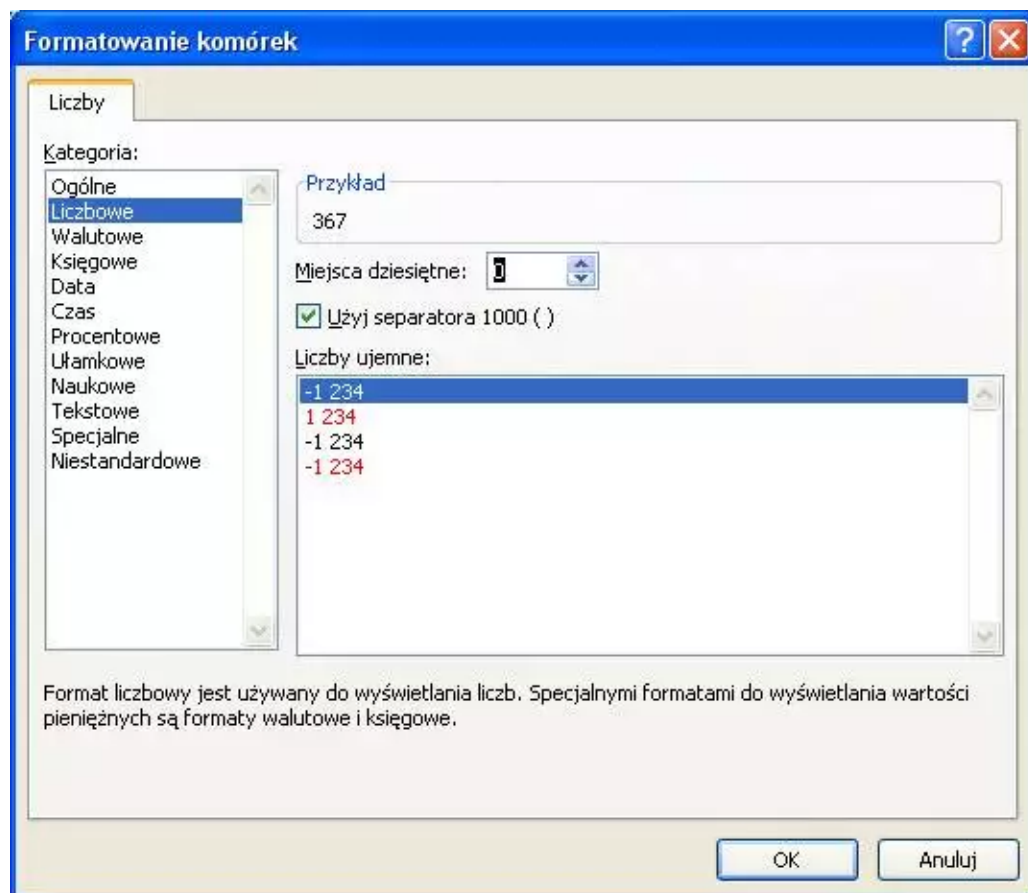 Formatowanie komórek
Liczby
Kategoria:
Ogólne
Liczbowe
Walutowe
Księgowe
Data
Czas
Procentowe
Ułamkowe
Naukowe
Tekstowe
Specjalne
Niestandardowe
Przykład
367
Miejsca dziesiętne: 0
Użyj separatora 1000 ( )
Liczby ujemne:
-1 234
1 234
-1 234
-1 234
Format liczbowy jest używany do wyświetlania liczb. Specjalnymi formatami do wyświetlania wartości
pieniężnych są formaty walutowe i księgowe.
OK Anuluj